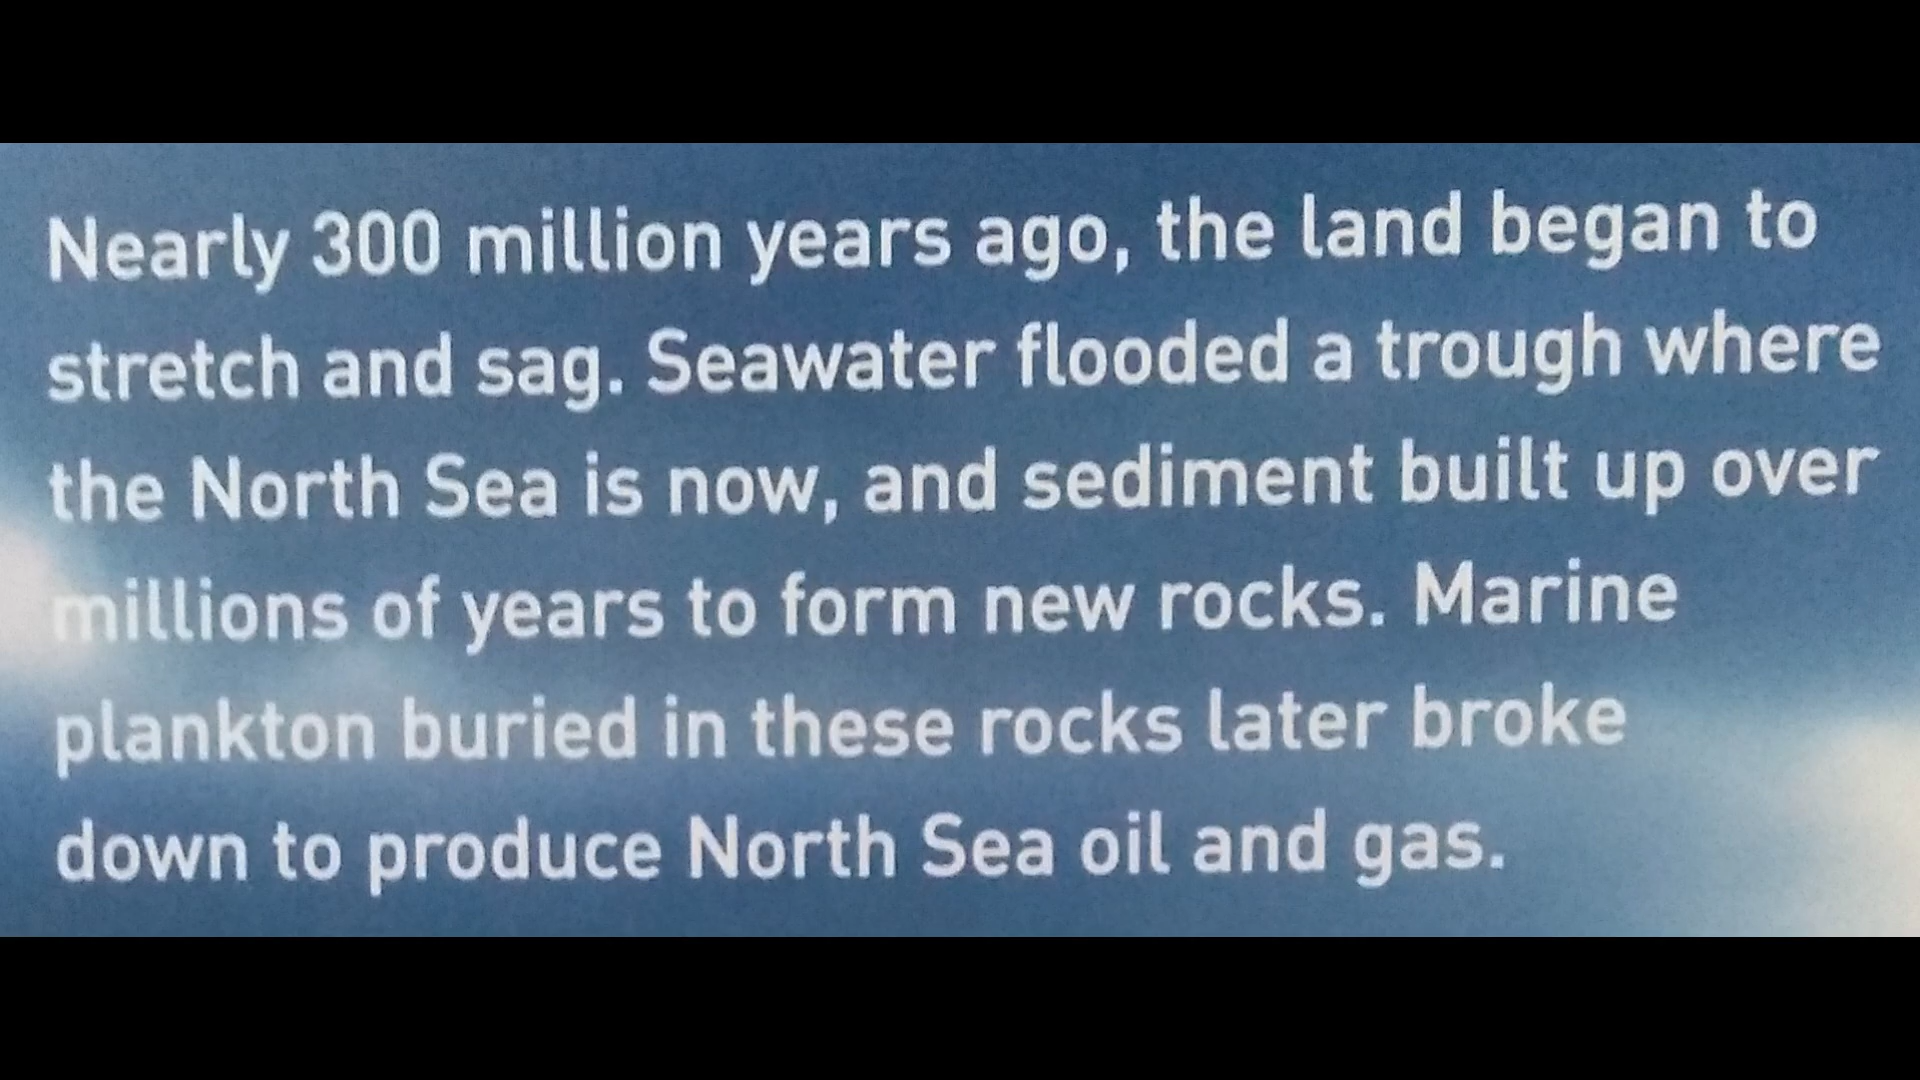 Nearly 300 million years ago, the land began to
stretch and sag. Seawater flooded a trough where
the North Sea is now, and sediment built up over
millions of years to form new rocks. Marine
plankton buried in these rocks later broke
down to produce North Sea oil and gas.